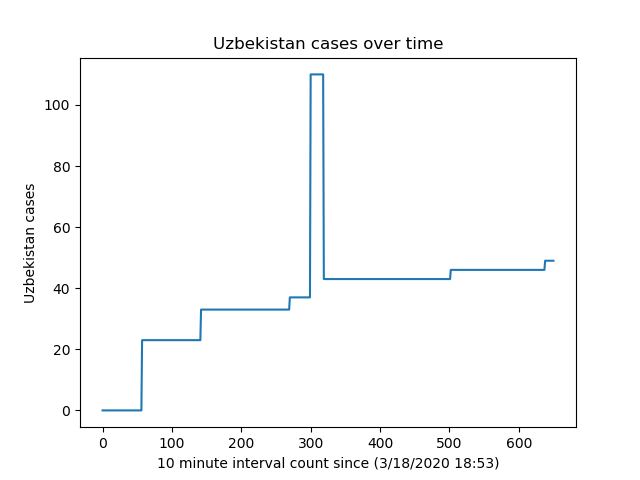 Uzbekistan cases over time
Uzbekistan cases
100
80
60
40
20
0
0 100 200 300 400 500 600
10 minute interval count since (3/18/2020 18:53)